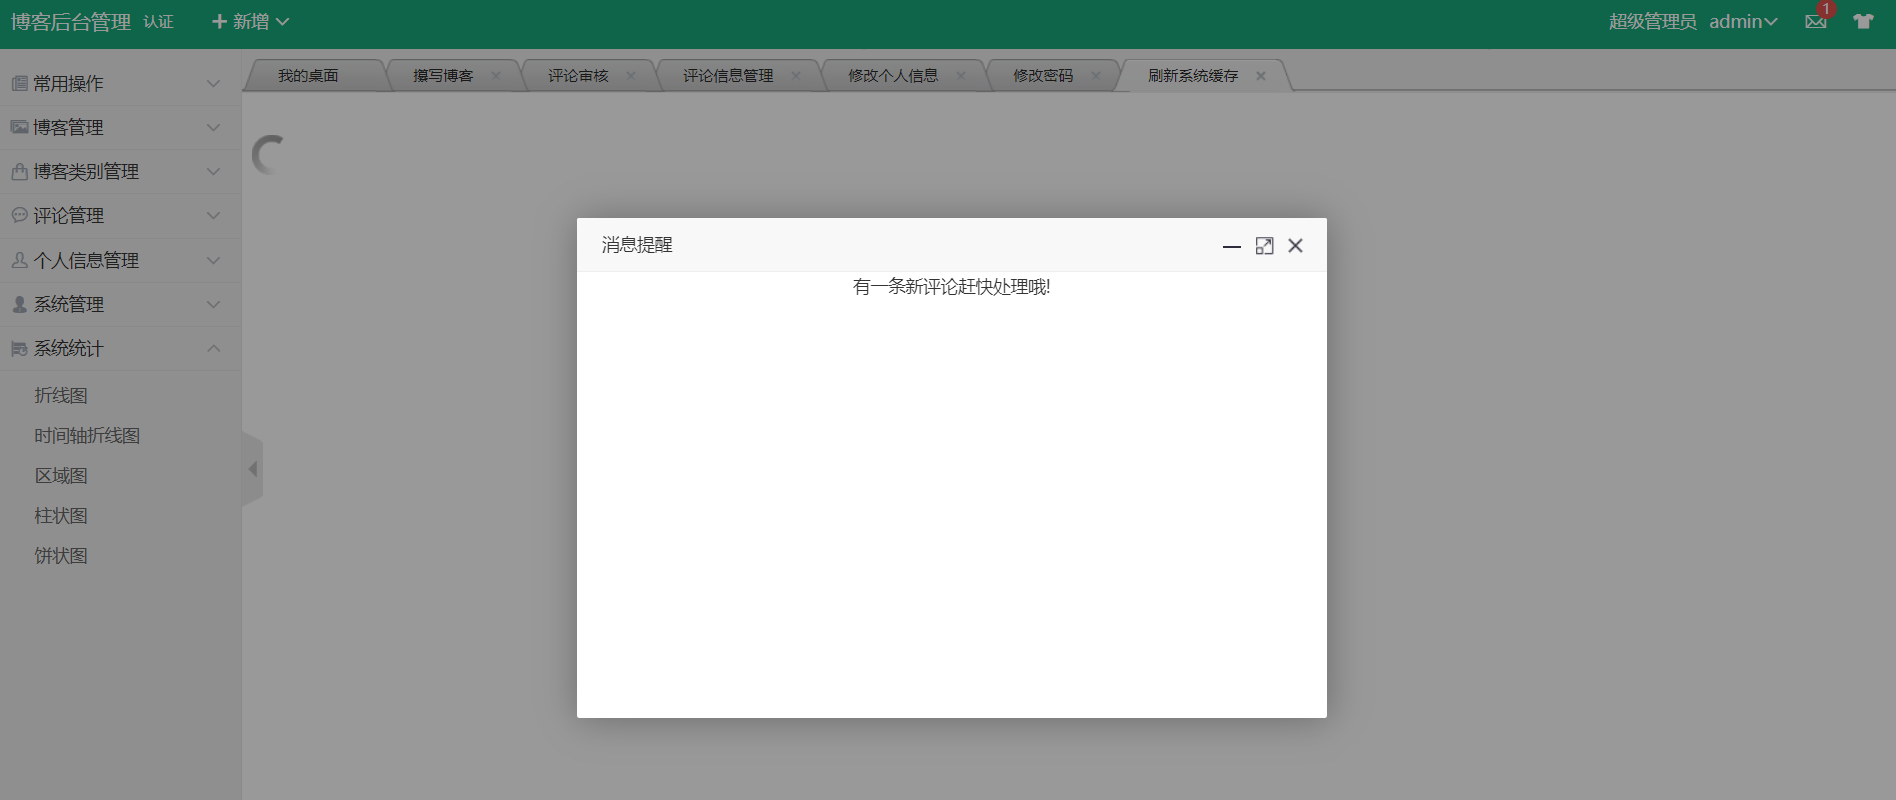 博客后台管理 认证 新增 超级管理员 admin 1
我的桌面 撰写博客 评论审核 评论信息管理 修改个人信息 修改密码 刷新系统缓存
常用操作
博客管理
博客类别管理
评论管理
个人信息管理
系统管理
系统统计
折线图
时间轴折线图
区域图
柱状图
饼状图
消息提醒
有一条新评论赶快处理哦!